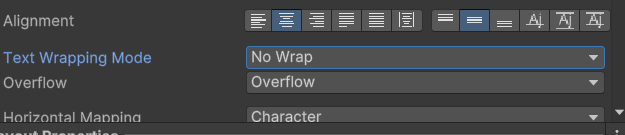 Alignment
Text Wrapping Mode No Wrap
Overflow Overflow
Horizontal Mapping Character